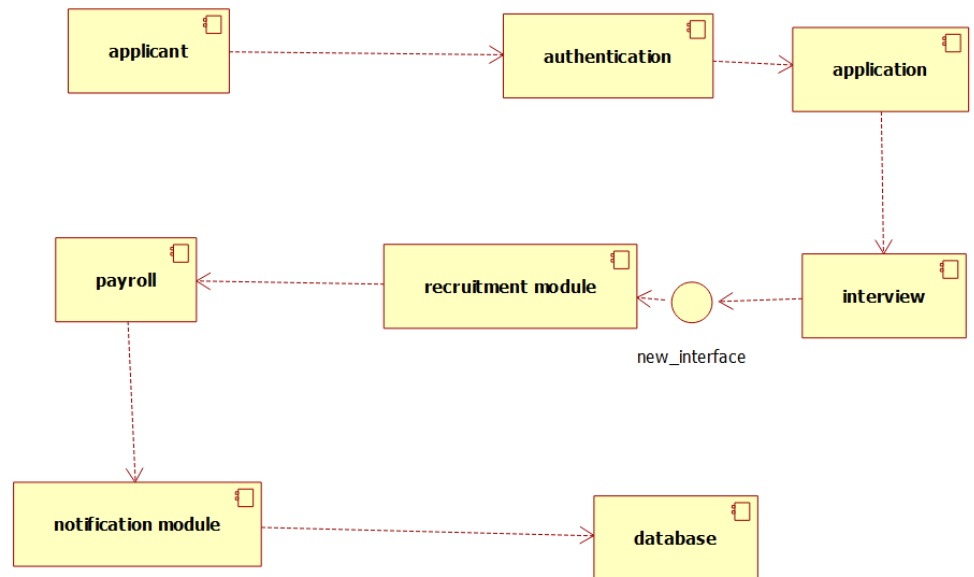 applicant
authentication
application
payroll
recruitment module
interview
new_interface
notification module
database